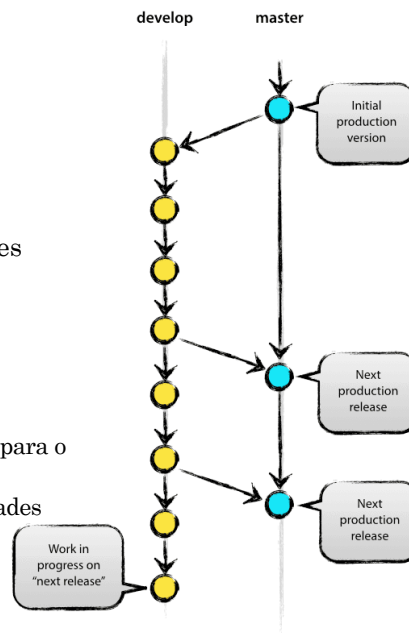 develop
master
Initial
production
version
es
Next
production
release
para o
ades
Next
production
release
Work in
progress on
"next release"